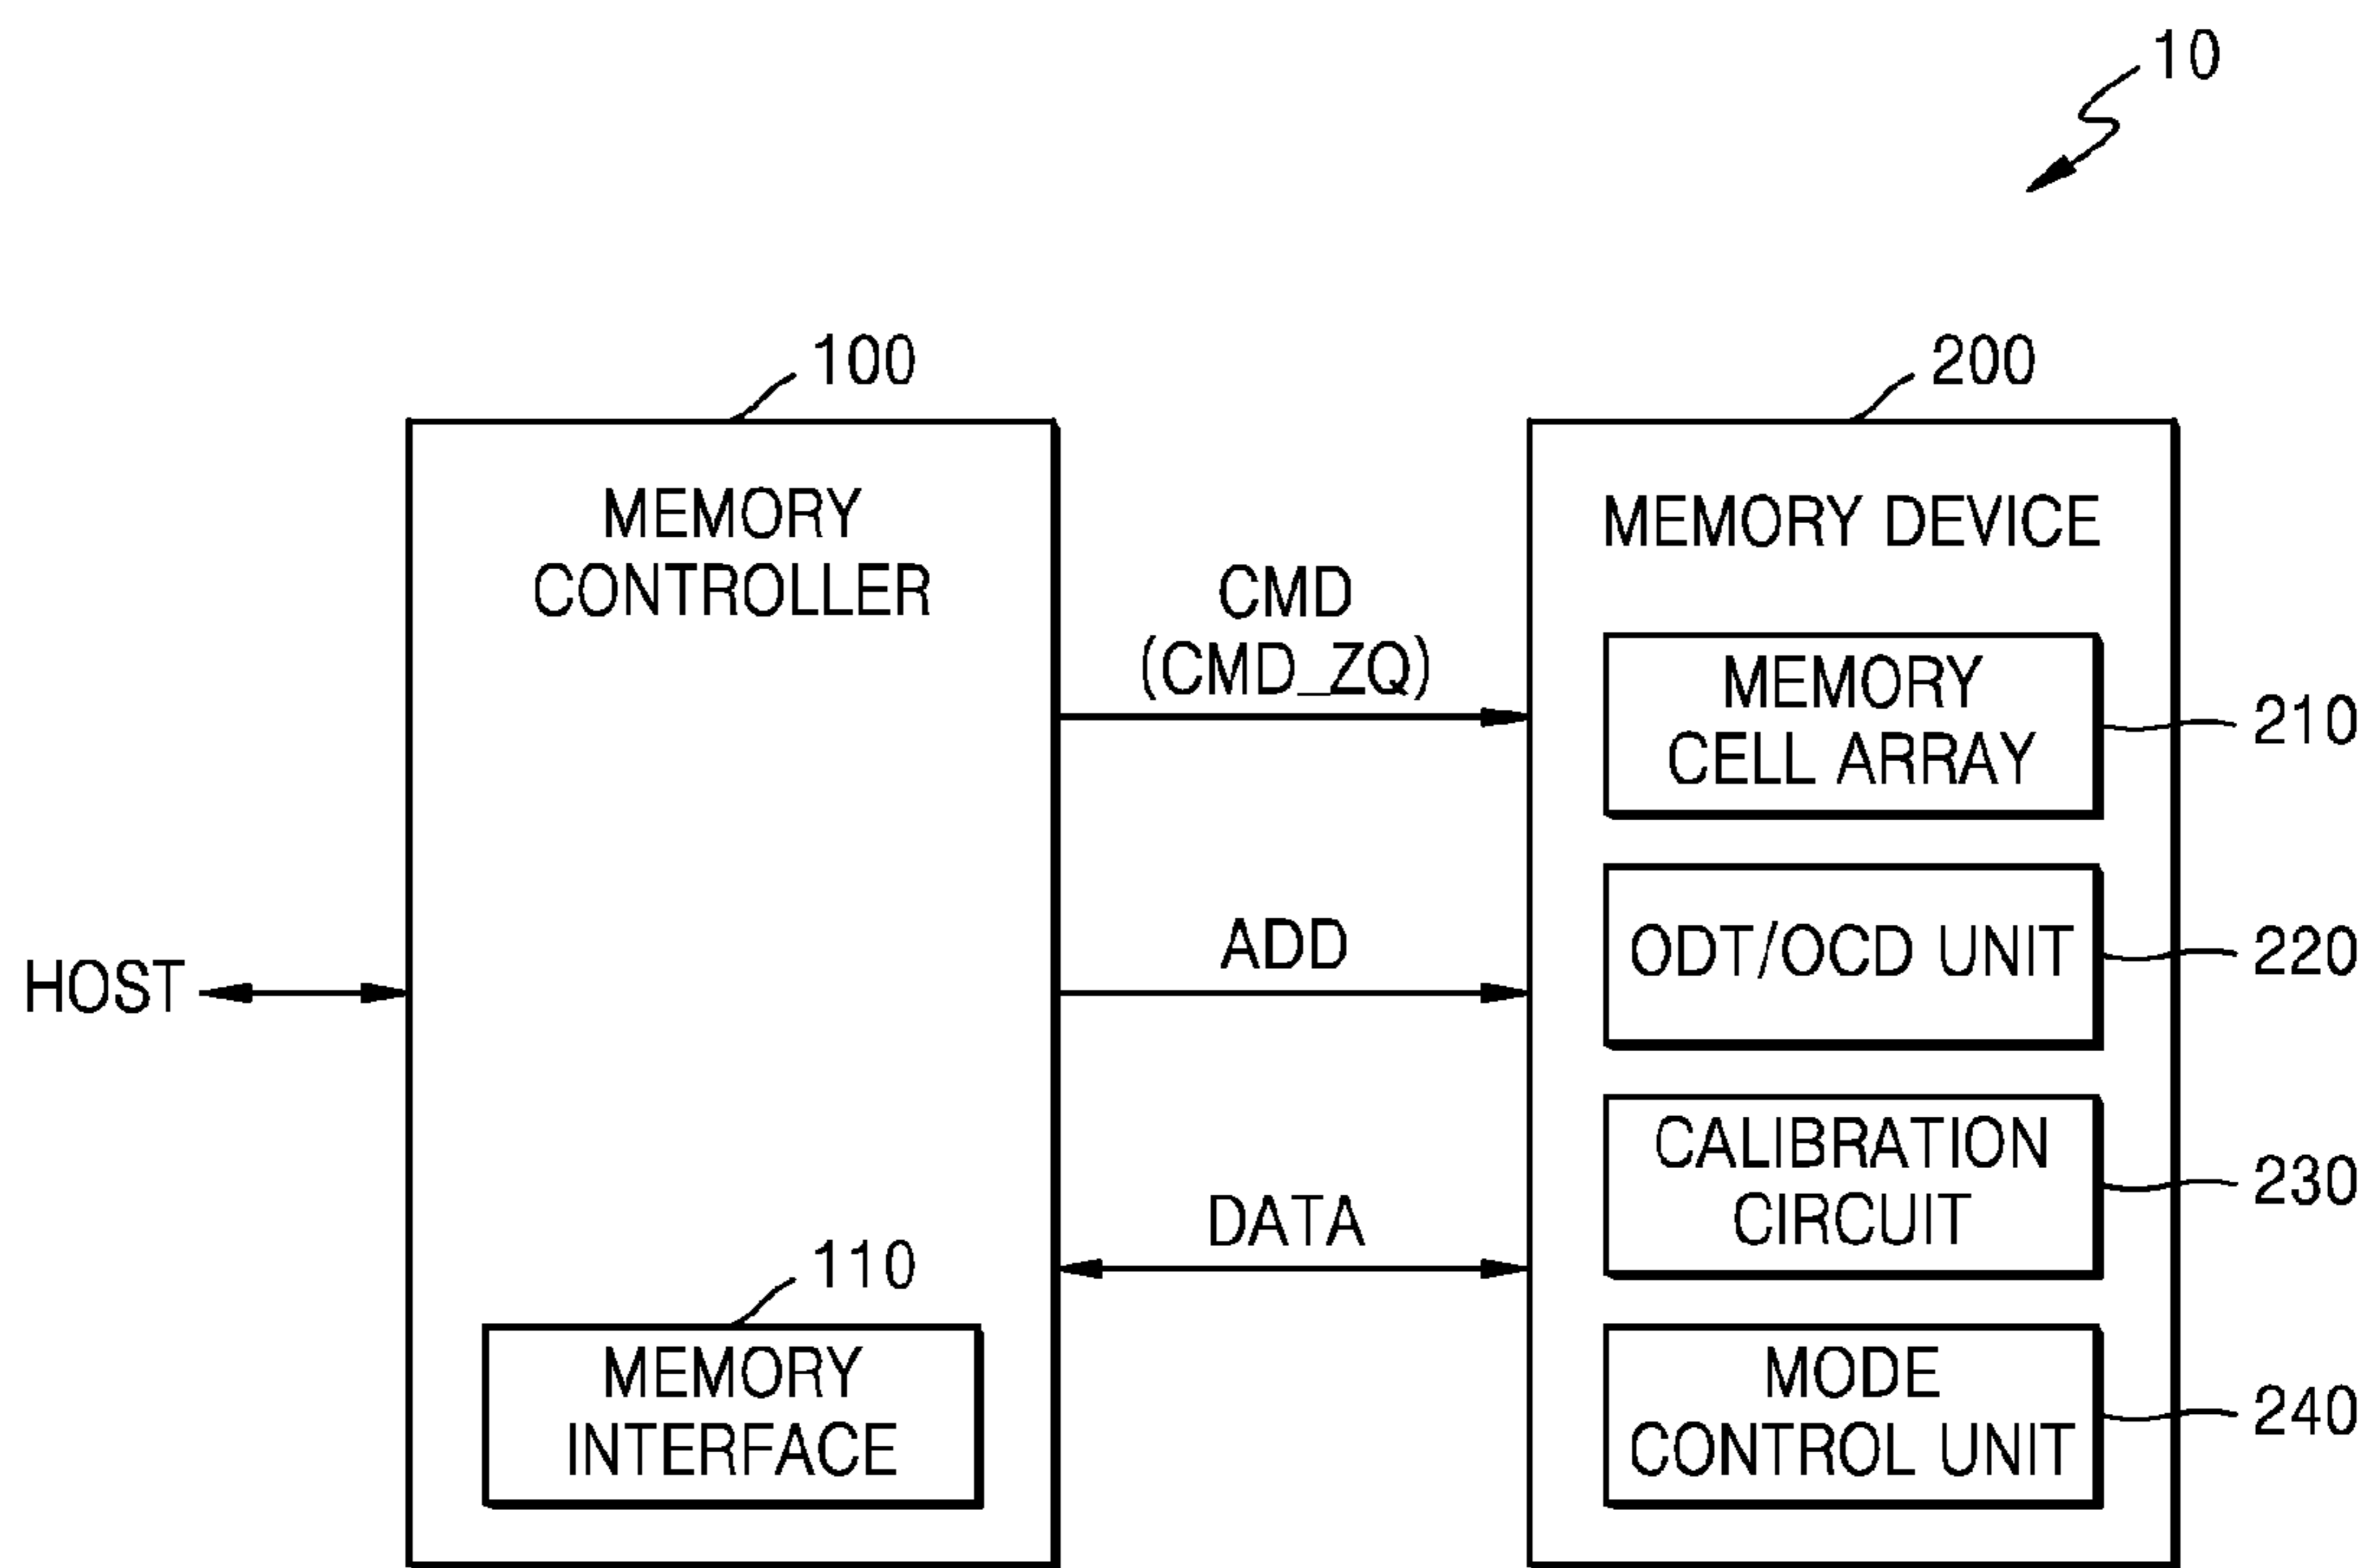 10
100
200
MEMORY
CONTROLLER
MEMORY DEVICE
CMD
(CMD_ZQ)
MEMORY
CELL ARRAY
210
ADD
ODT/OCD UNIT
220
HOST
CALIBRATION
CIRCUIT
230
DATA
110
MEMORY
INTERFACE
MODE
CONTROL UNIT
240